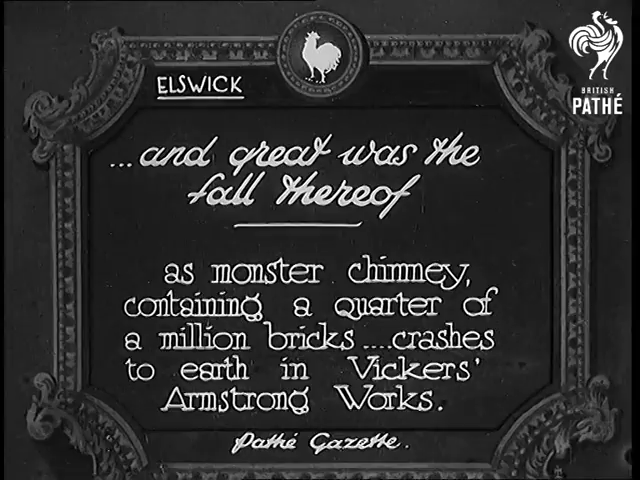 ELSWICK
BRITISH
PATHÉ
...and great was the
fall thereof
as monster chimney,
containing a quarter of
a million bricks....crashes
to earth in Vickers'
Armstrong Works.
Pathé Gazette.